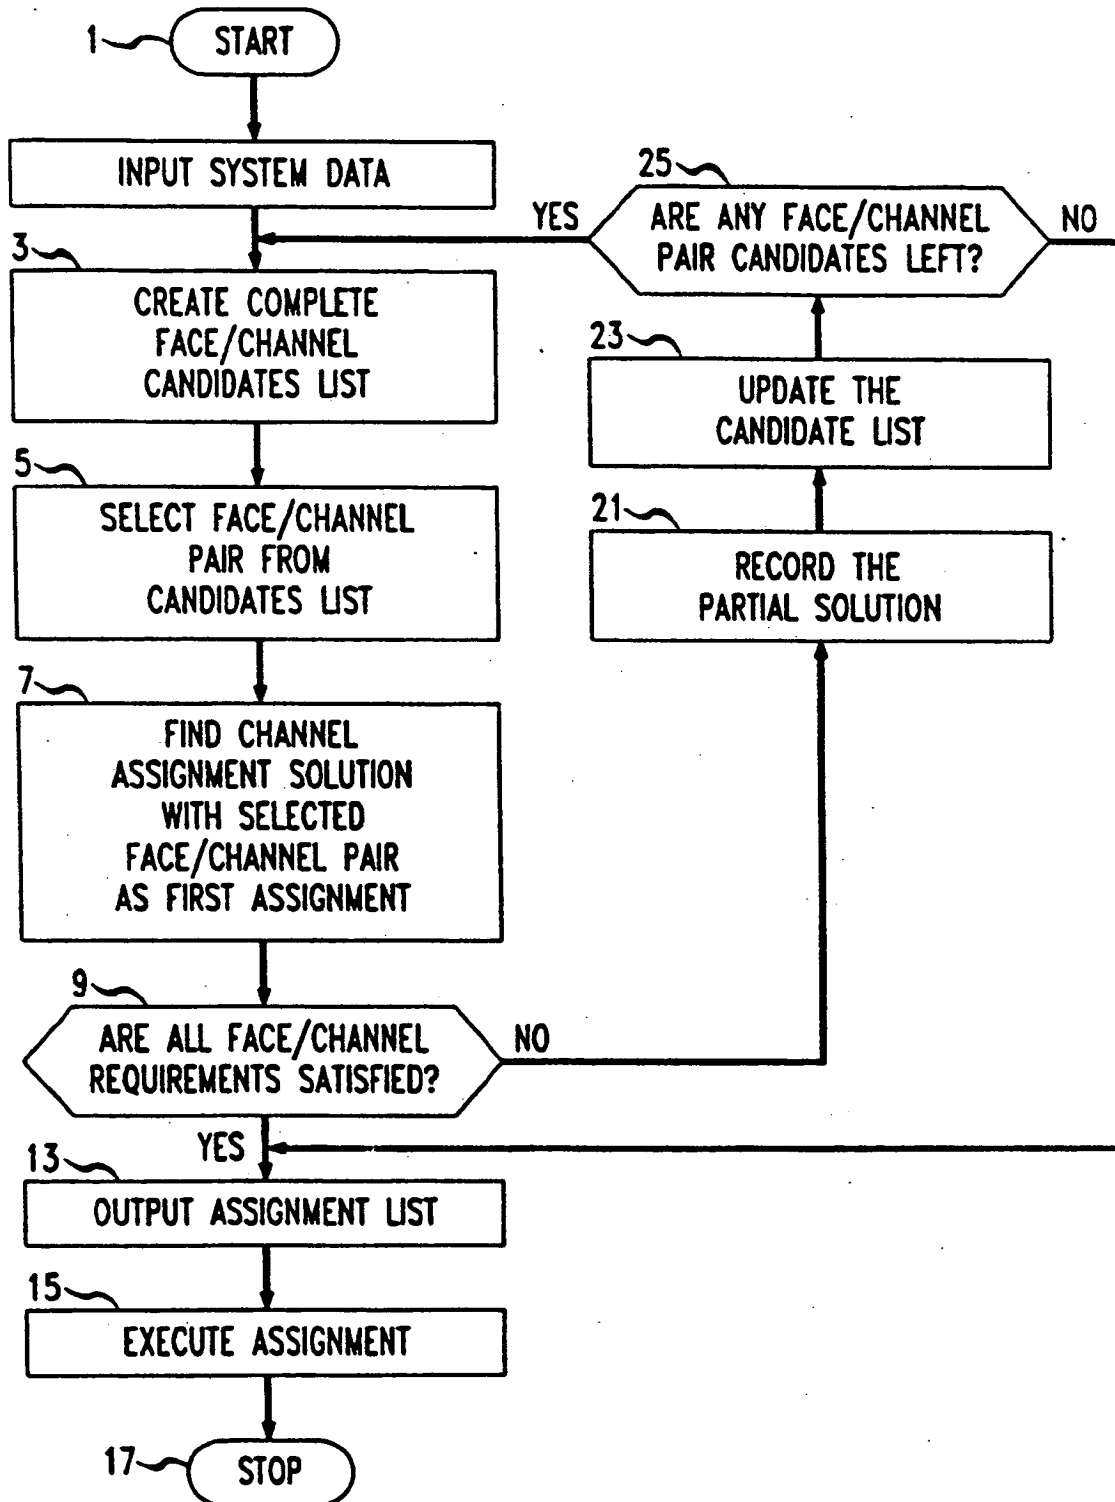 1
START
INPUT SYSTEM DATA
3
CREATE COMPLETE
FACE/CHANNEL
CANDIDATES LIST
5
SELECT FACE/CHANNEL
PAIR FROM
CANDIDATES LIST
7
FIND CHANNEL
ASSIGNMENT SOLUTION
WITH SELECTED
FACE/CHANNEL PAIR
AS FIRST ASSIGNMENT
9
ARE ALL FACE/CHANNEL
REQUIREMENTS SATISFIED?
NO
YES
13
OUTPUT ASSIGNMENT LIST
15
EXECUTE ASSIGNMENT
17
STOP
21
RECORD THE
PARTIAL SOLUTION
23
UPDATE THE
CANDIDATE LIST
25
ARE ANY FACE/CHANNEL
PAIR CANDIDATES LEFT?
YES
NO